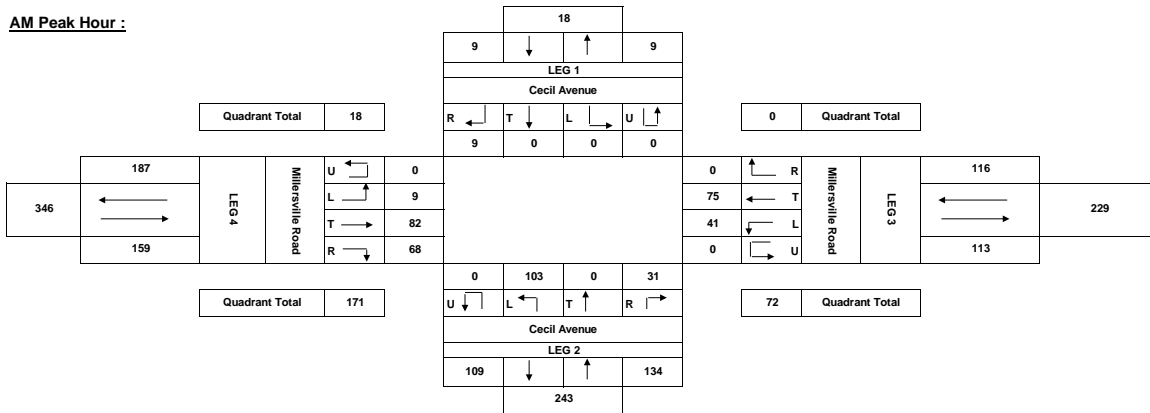 AM Peak Hour :
18
9 9
LEG 1
Cecil Avenue
Quadrant Total 18
R T L U
0 Quadrant Total
9 0 0 0
187
U 0
0 R
116
346
LEG 4
Millersville Road
L 9
75 T
Millersville Road
LEG 3
229
T 82
41 L
159
R 68
0 U
113
0 103 0 31
Quadrant Total 171
U L T R
72 Quadrant Total
Cecil Avenue
LEG 2
109 134
243